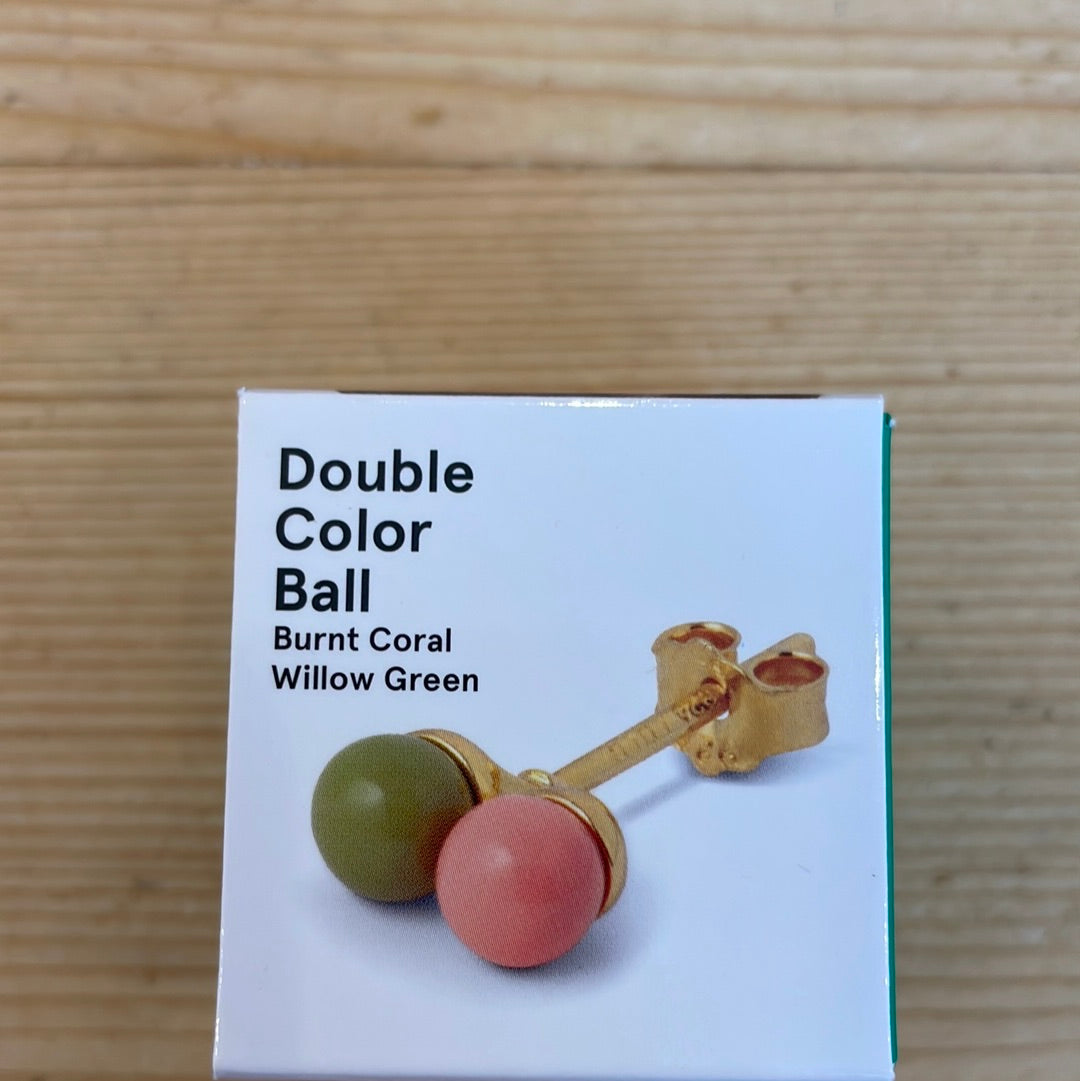 Double
Color
Ball
Burnt Coral
Willow Green